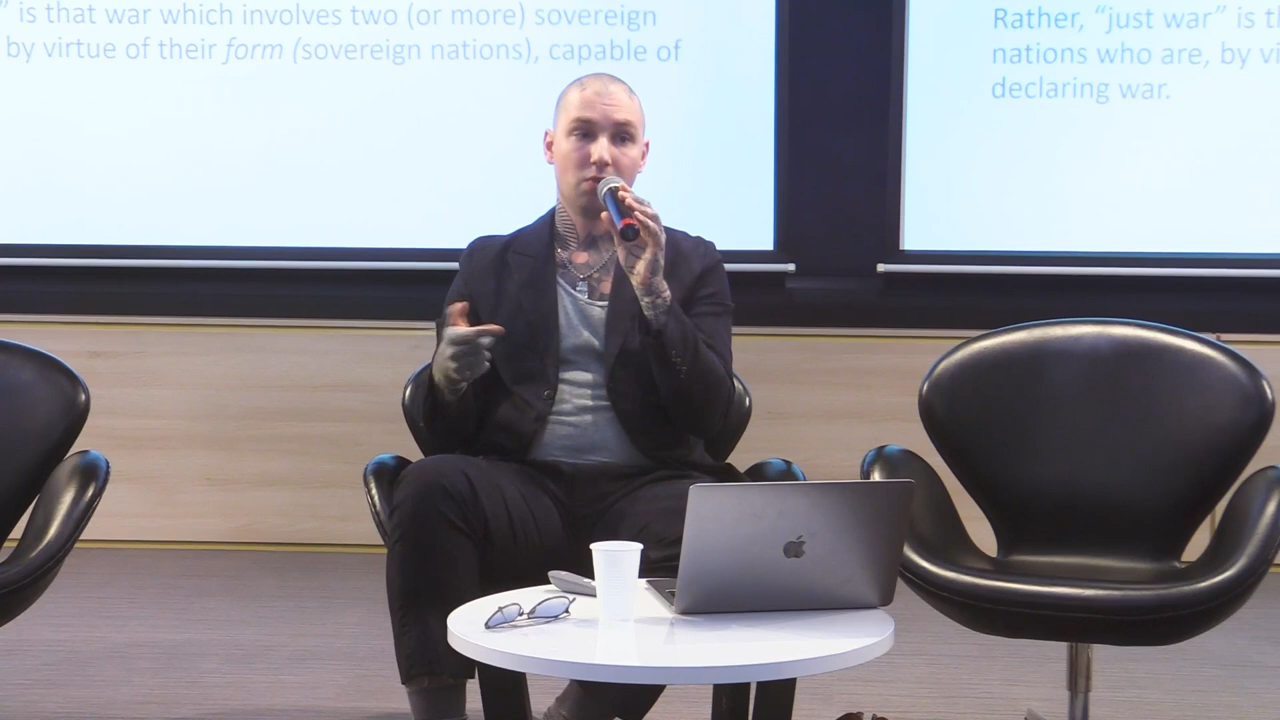 ” is that war which involves two (or more) sovereign
by virtue of their form (sovereign nations), capable of
Rather, “just war” is
nations who are, by
declaring war.